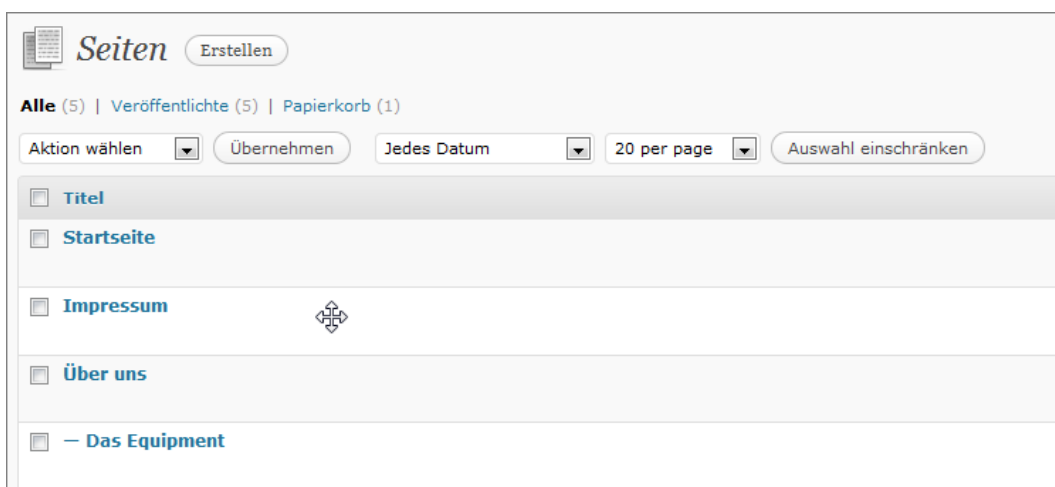 Seiten Erstellen
Alle (5) | Veröffentlichte (5) | Papierkorb (1)
Aktion wählen Übernehmen Jedes Datum 20 per page Auswahl einschränken
Titel
Startseite
Impressum
Über uns
— Das Equipment